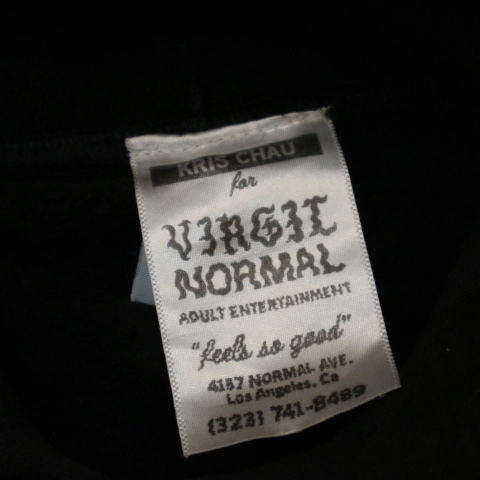 KRIS CHAU
for
VIRGIL
NORMAL
ADULT ENTERTAINMENT
"feels so good"
4157 NORMAL AVE.
Los Angeles, Ca
(323) 741-8489